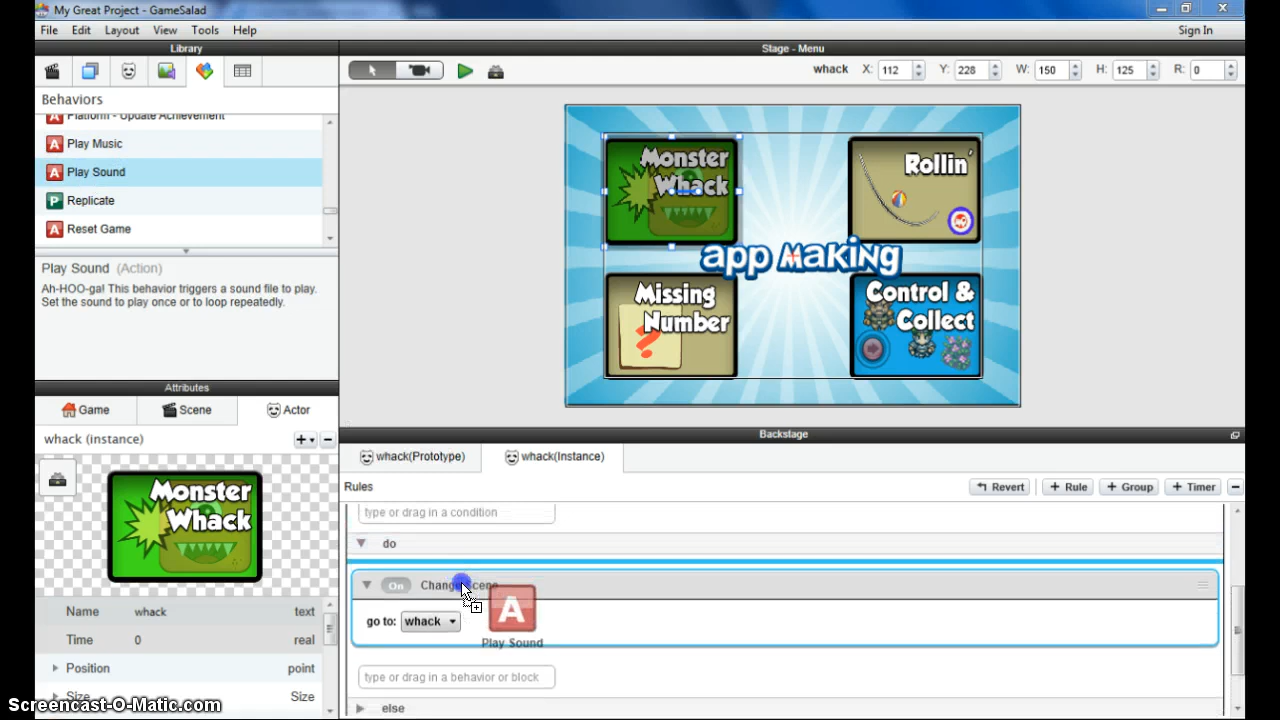 My Great Project - GameSalad
File Edit Layout View Tools Help
Sign In
Library
Stage - Menu
whack X: 112 Y: 228 W: 150 H: 125 R: 0
Behaviors
Platform - Update Achievement
Play Music
Play Sound
Replicate
Reset Game
Play Sound (Action)
Ah-HOO-ga! This behavior triggers a sound file to play.
Set the sound to play once or to loop repeatedly.
Monster
Whack
Rollin'
app making
Missing
Number
Control &
Collect
Attributes
Game Scene Actor
whack (instance)
Monster
Whack
Name whack text
Time 0 real
Position point
Size Size
Backstage
whack(Prototype) whack(Instance)
Rules
Revert + Rule + Group + Timer
type or drag in a condition
do
On Change Scene
go to: whack
Play Sound
type or drag in a behavior or block
else
Screencast-O-Matic.com